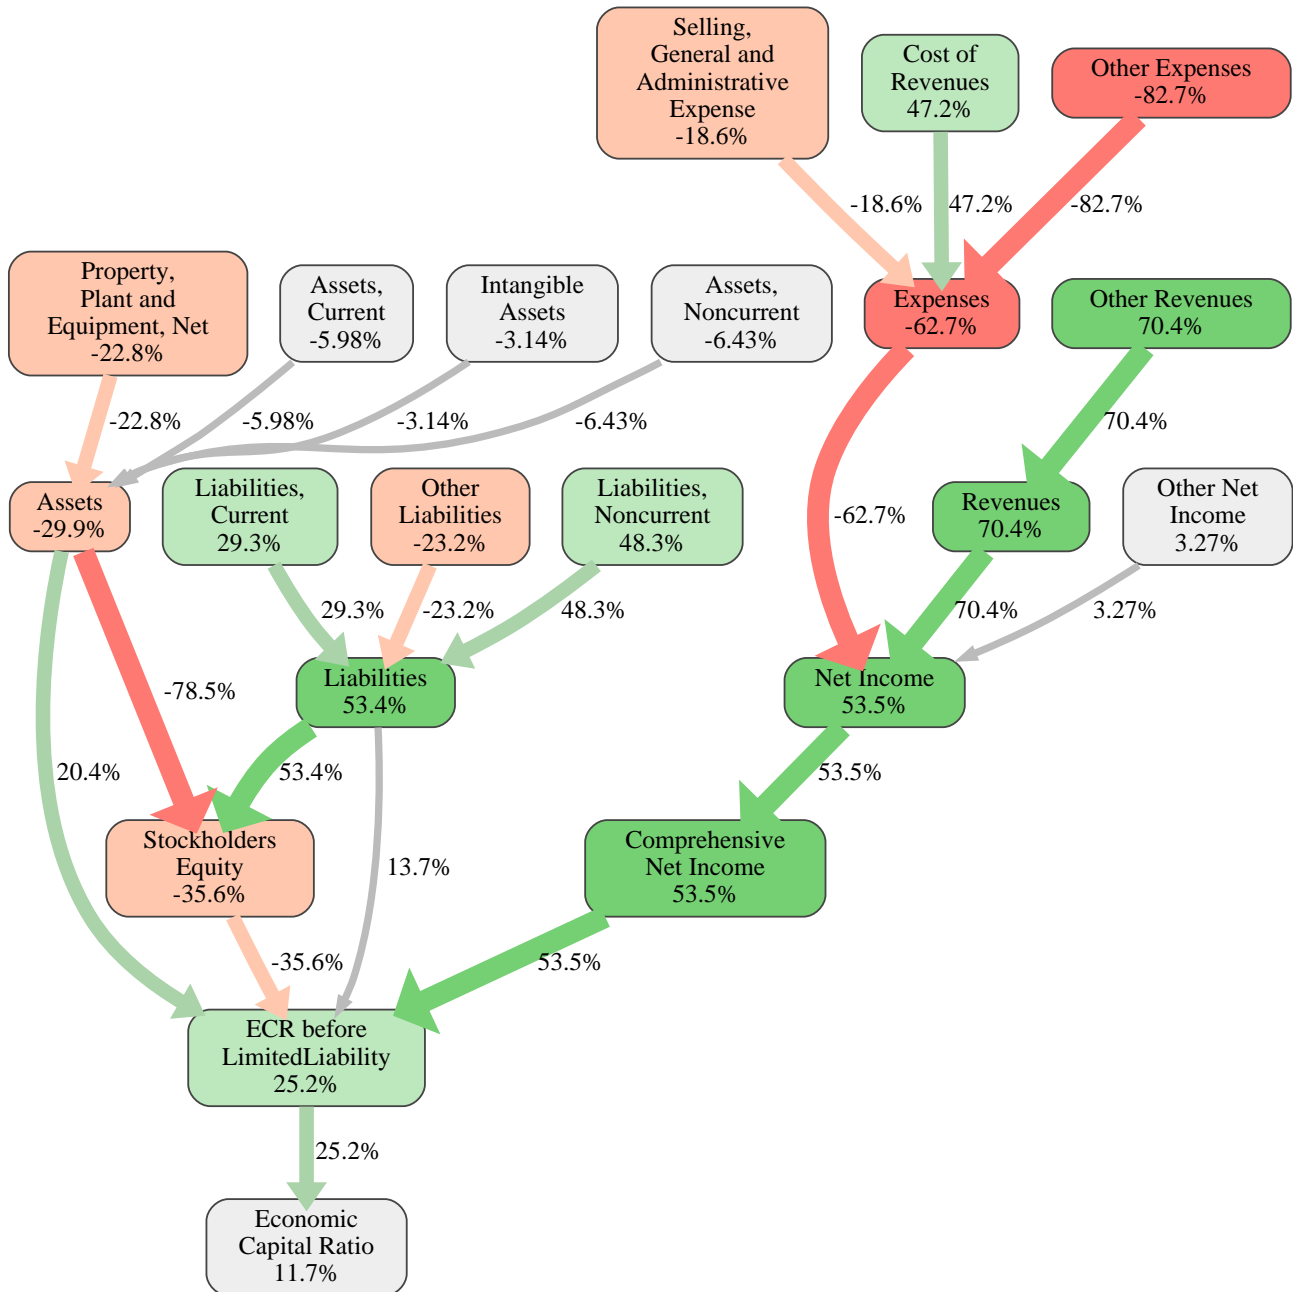 Selling,
General and
Administrative
Expense
-18.6%
Cost of
Revenues
47.2%
Other Expenses
-82.7%
-18.6%
47.2%
-82.7%
Property,
Plant and
Equipment, Net
-22.8%
Assets,
Current
-5.98%
Intangible
Assets
-3.14%
Assets,
Noncurrent
-6.43%
Expenses
-62.7%
Other Revenues
70.4%
-22.8%
-5.98%
-3.14%
-6.43%
70.4%
Assets
-29.9%
Liabilities,
Current
29.3%
Other
Liabilities
-23.2%
Liabilities,
Noncurrent
48.3%
-62.7%
Revenues
70.4%
Other Net
Income
3.27%
29.3%
-23.2%
48.3%
70.4%
3.27%
-78.5%
Liabilities
53.4%
Net Income
53.5%
20.4%
53.4%
53.5%
Stockholders
Equity
-35.6%
13.7%
Comprehensive
Net Income
53.5%
-35.6%
53.5%
ECR before
LimitedLiability
25.2%
25.2%
Economic
Capital Ratio
11.7%